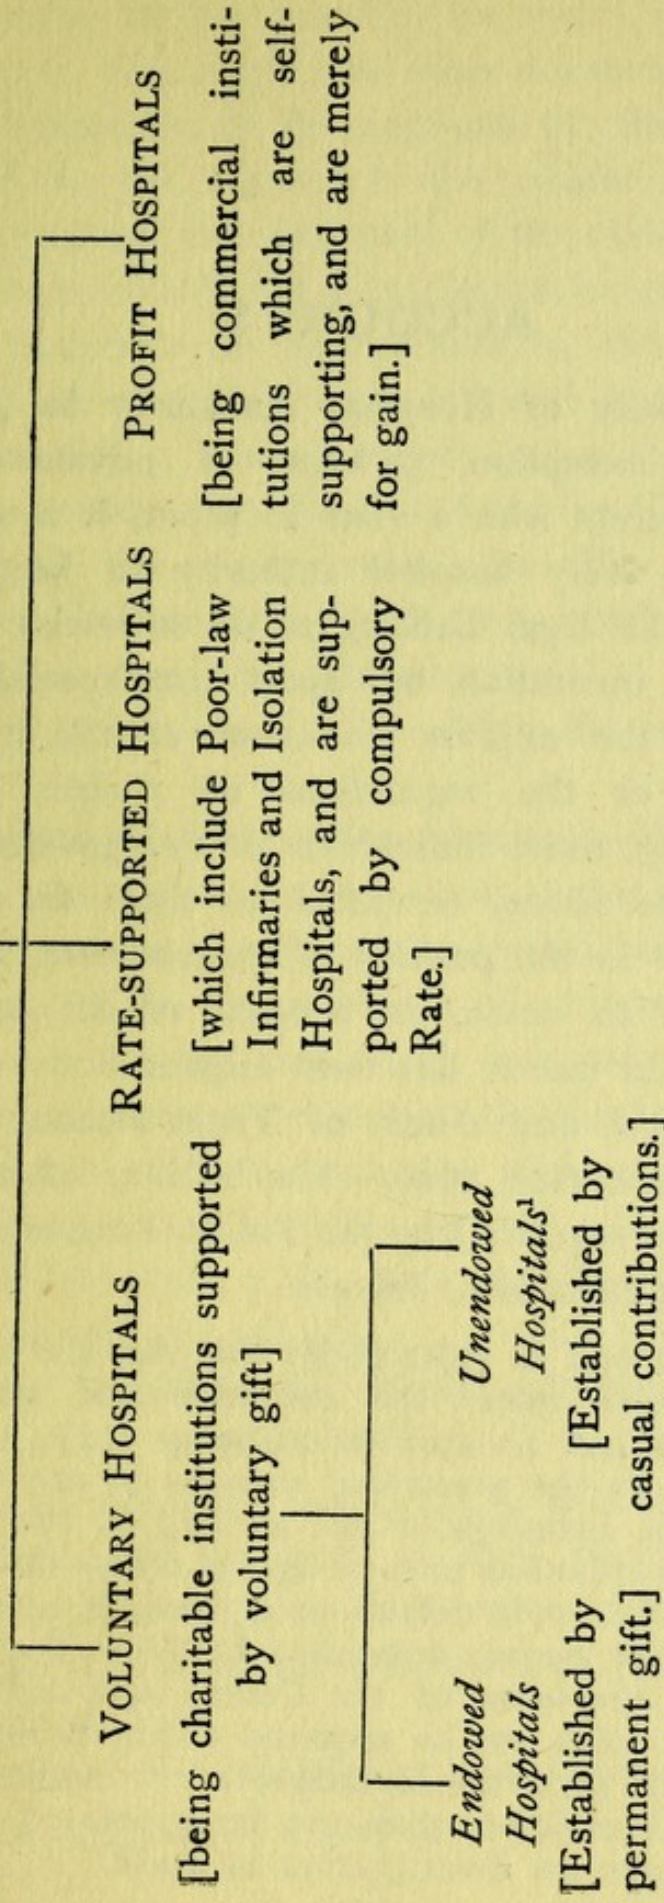 VOLUNTARY HOSPITALS
[being charitable institutions supported
by voluntary gift]
Endowed
Hospitals
[Established by
permanent gift.]
Unendowed
Hospitals¹
[Established by
casual contributions.]
RATE-SUPPORTED HOSPITALS
[which include Poor-law
Infirmaries and Isolation
Hospitals, and are sup-
ported by compulsory
Rate.]
PROFIT HOSPITALS
[being commercial insti-
tutions which are self-
supporting, and are merely
for gain.]